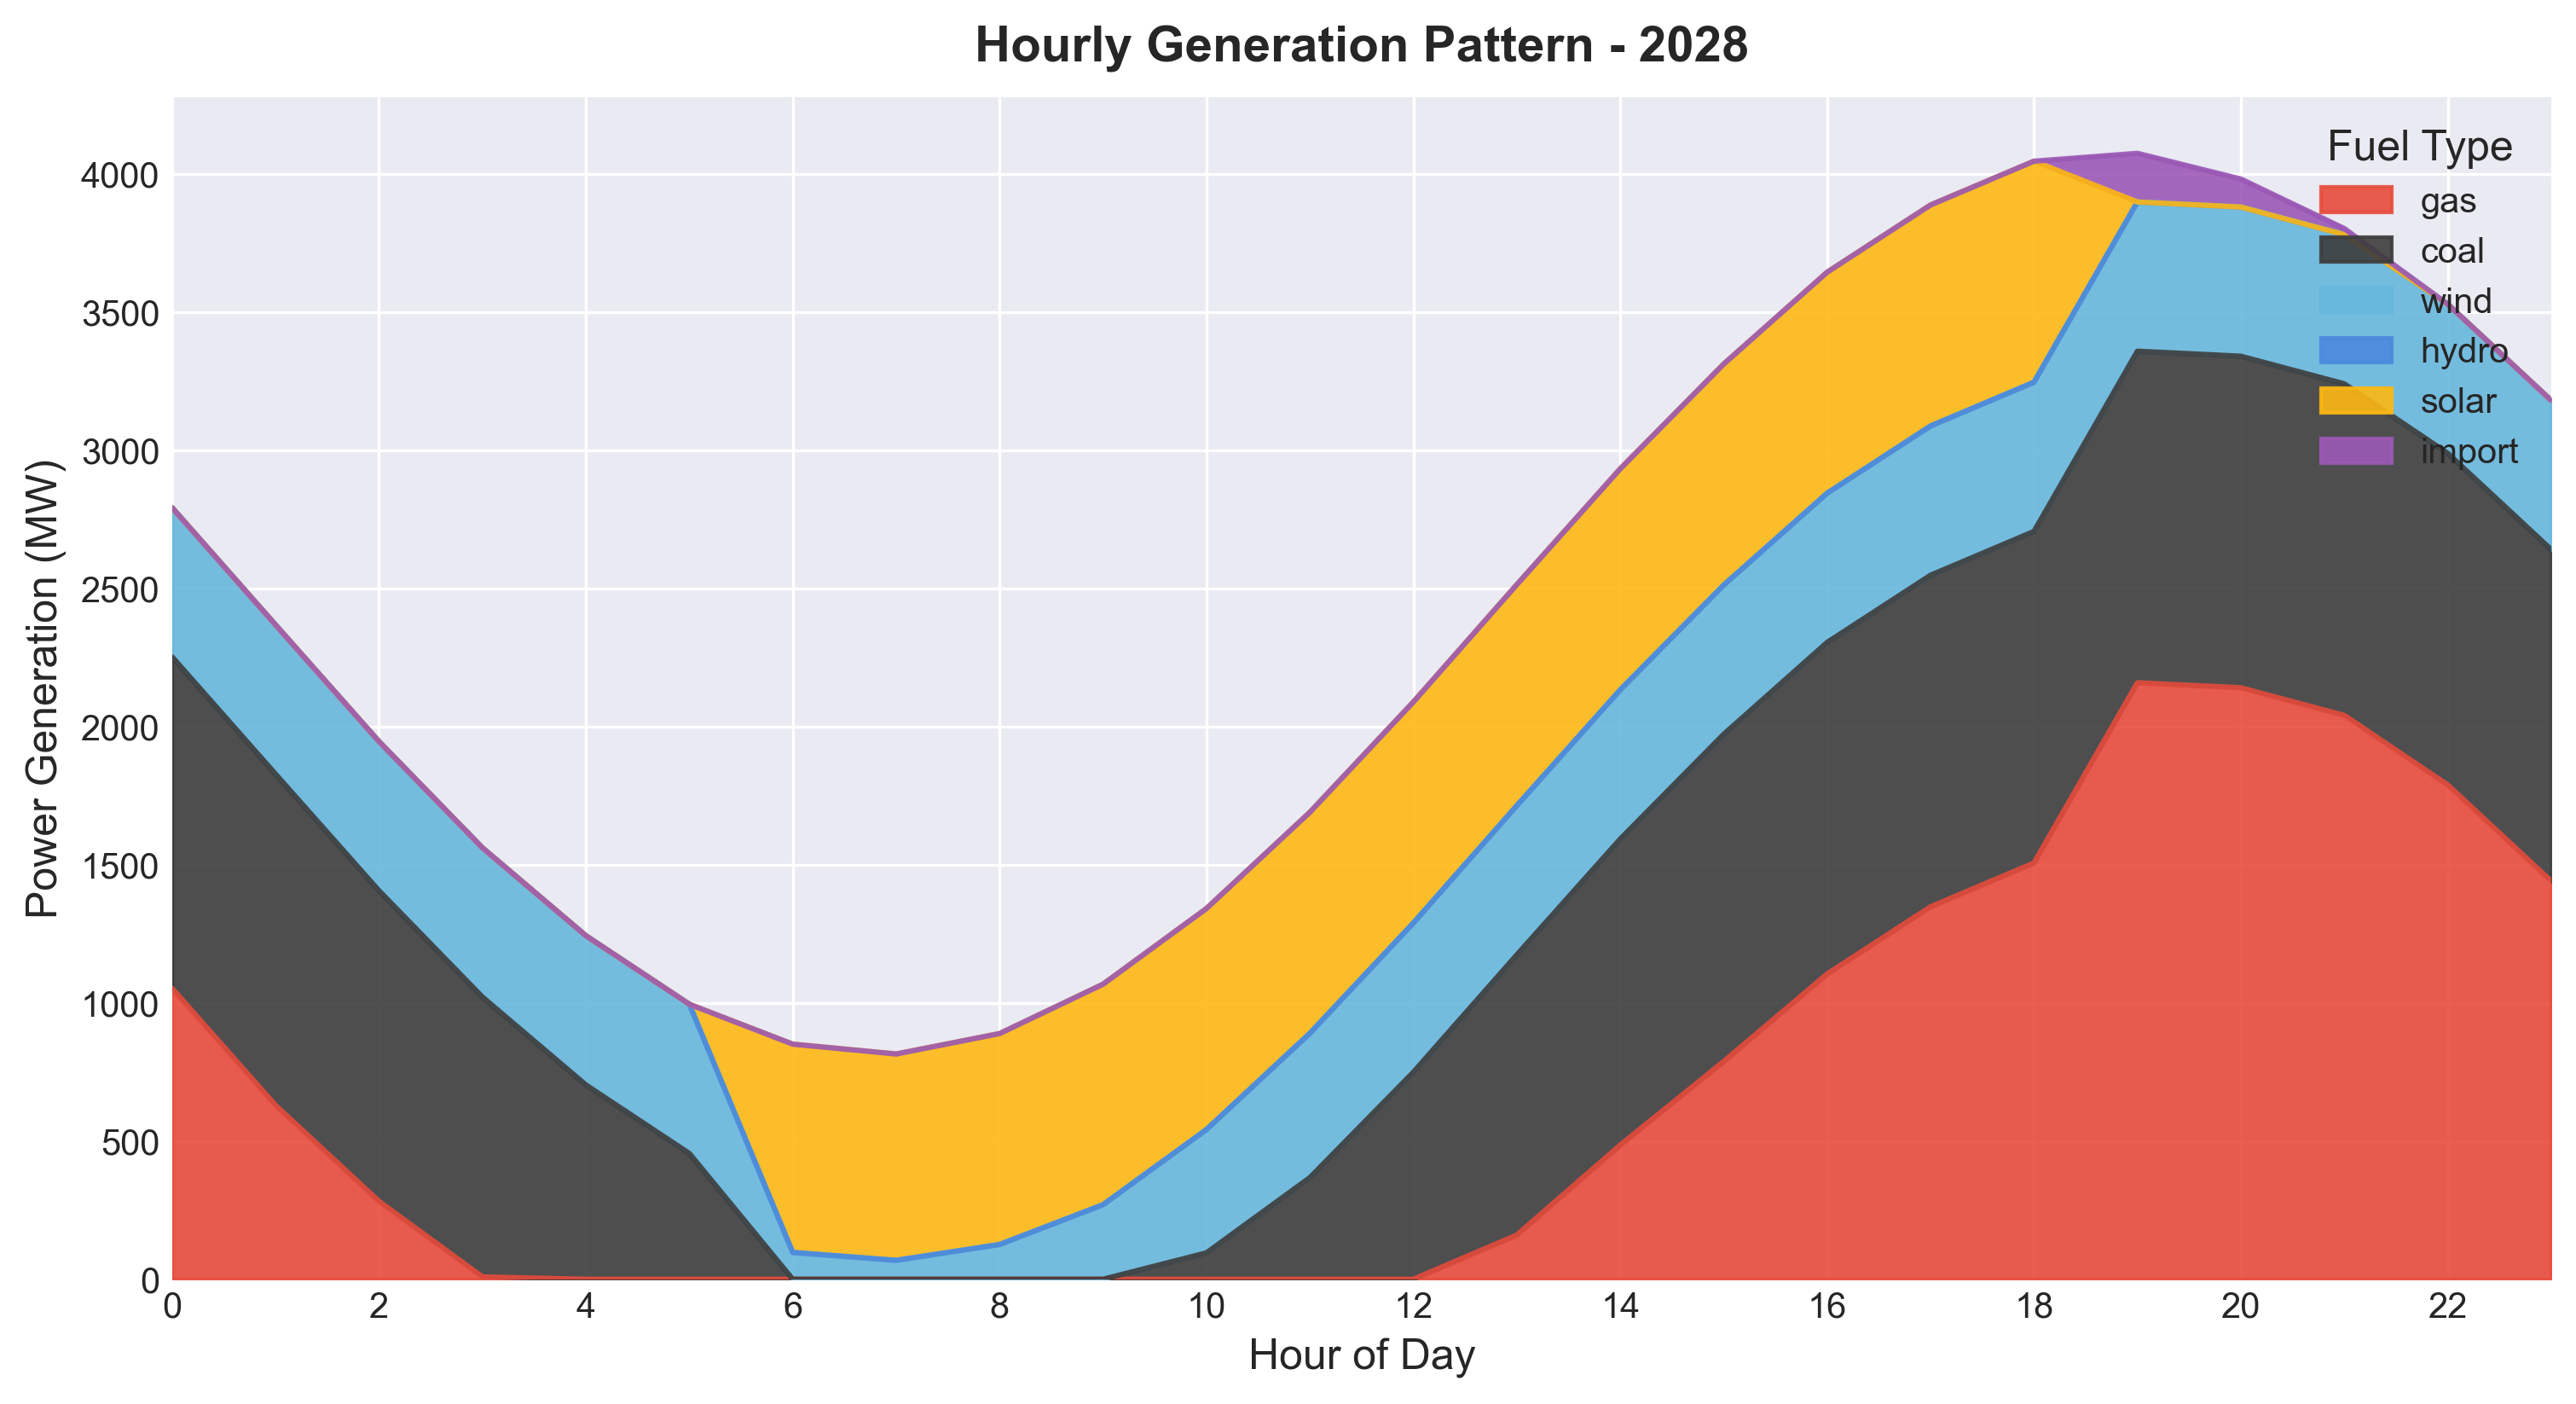 Hourly Generation Pattern - 2028
Power Generation (MW)
4000
3500
3000
2500
2000
1500
1000
500
0
0 2 4 6 8 10 12 14 16 18 20 22
Hour of Day
Fuel Type
gas
coal
wind
hydro
solar
import